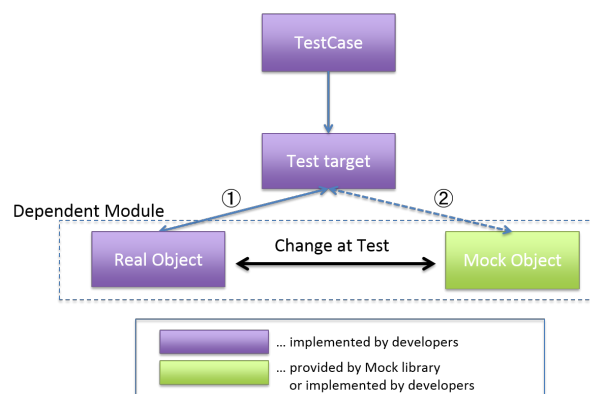 TestCase
Test target
① ②
Dependent Module
Real Object
Change at Test
Mock Object
... implemented by developers
... provided by Mock library
or implemented by developers